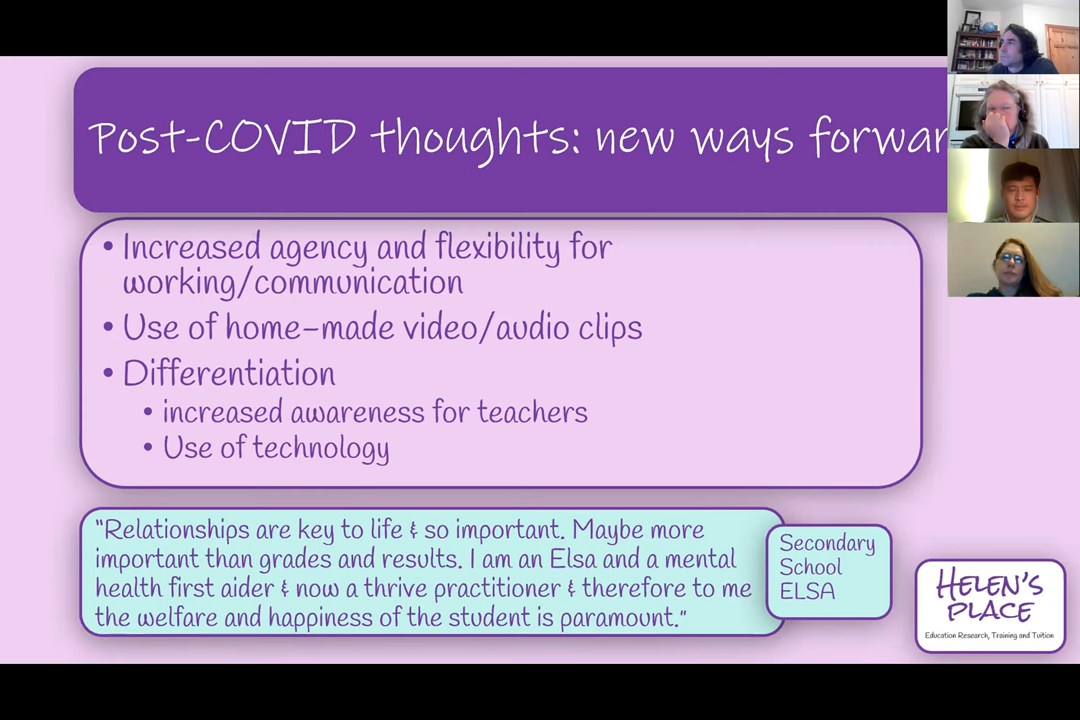 Post-COVID thoughts: new ways forwar
• Increased agency and flexibility for
working/communication
• Use of home-made video/audio clips
• Differentiation
• increased awareness for teachers
• Use of technology
"Relationships are key to life & so important. Maybe more
important than grades and results. I am an Elsa and a mental
health first aider & now a thrive practitioner & therefore to me
the welfare and happiness of the student is paramount."
Secondary
School
ELSA
HELEN'S
PLACE
Education Research, Training and Tuition